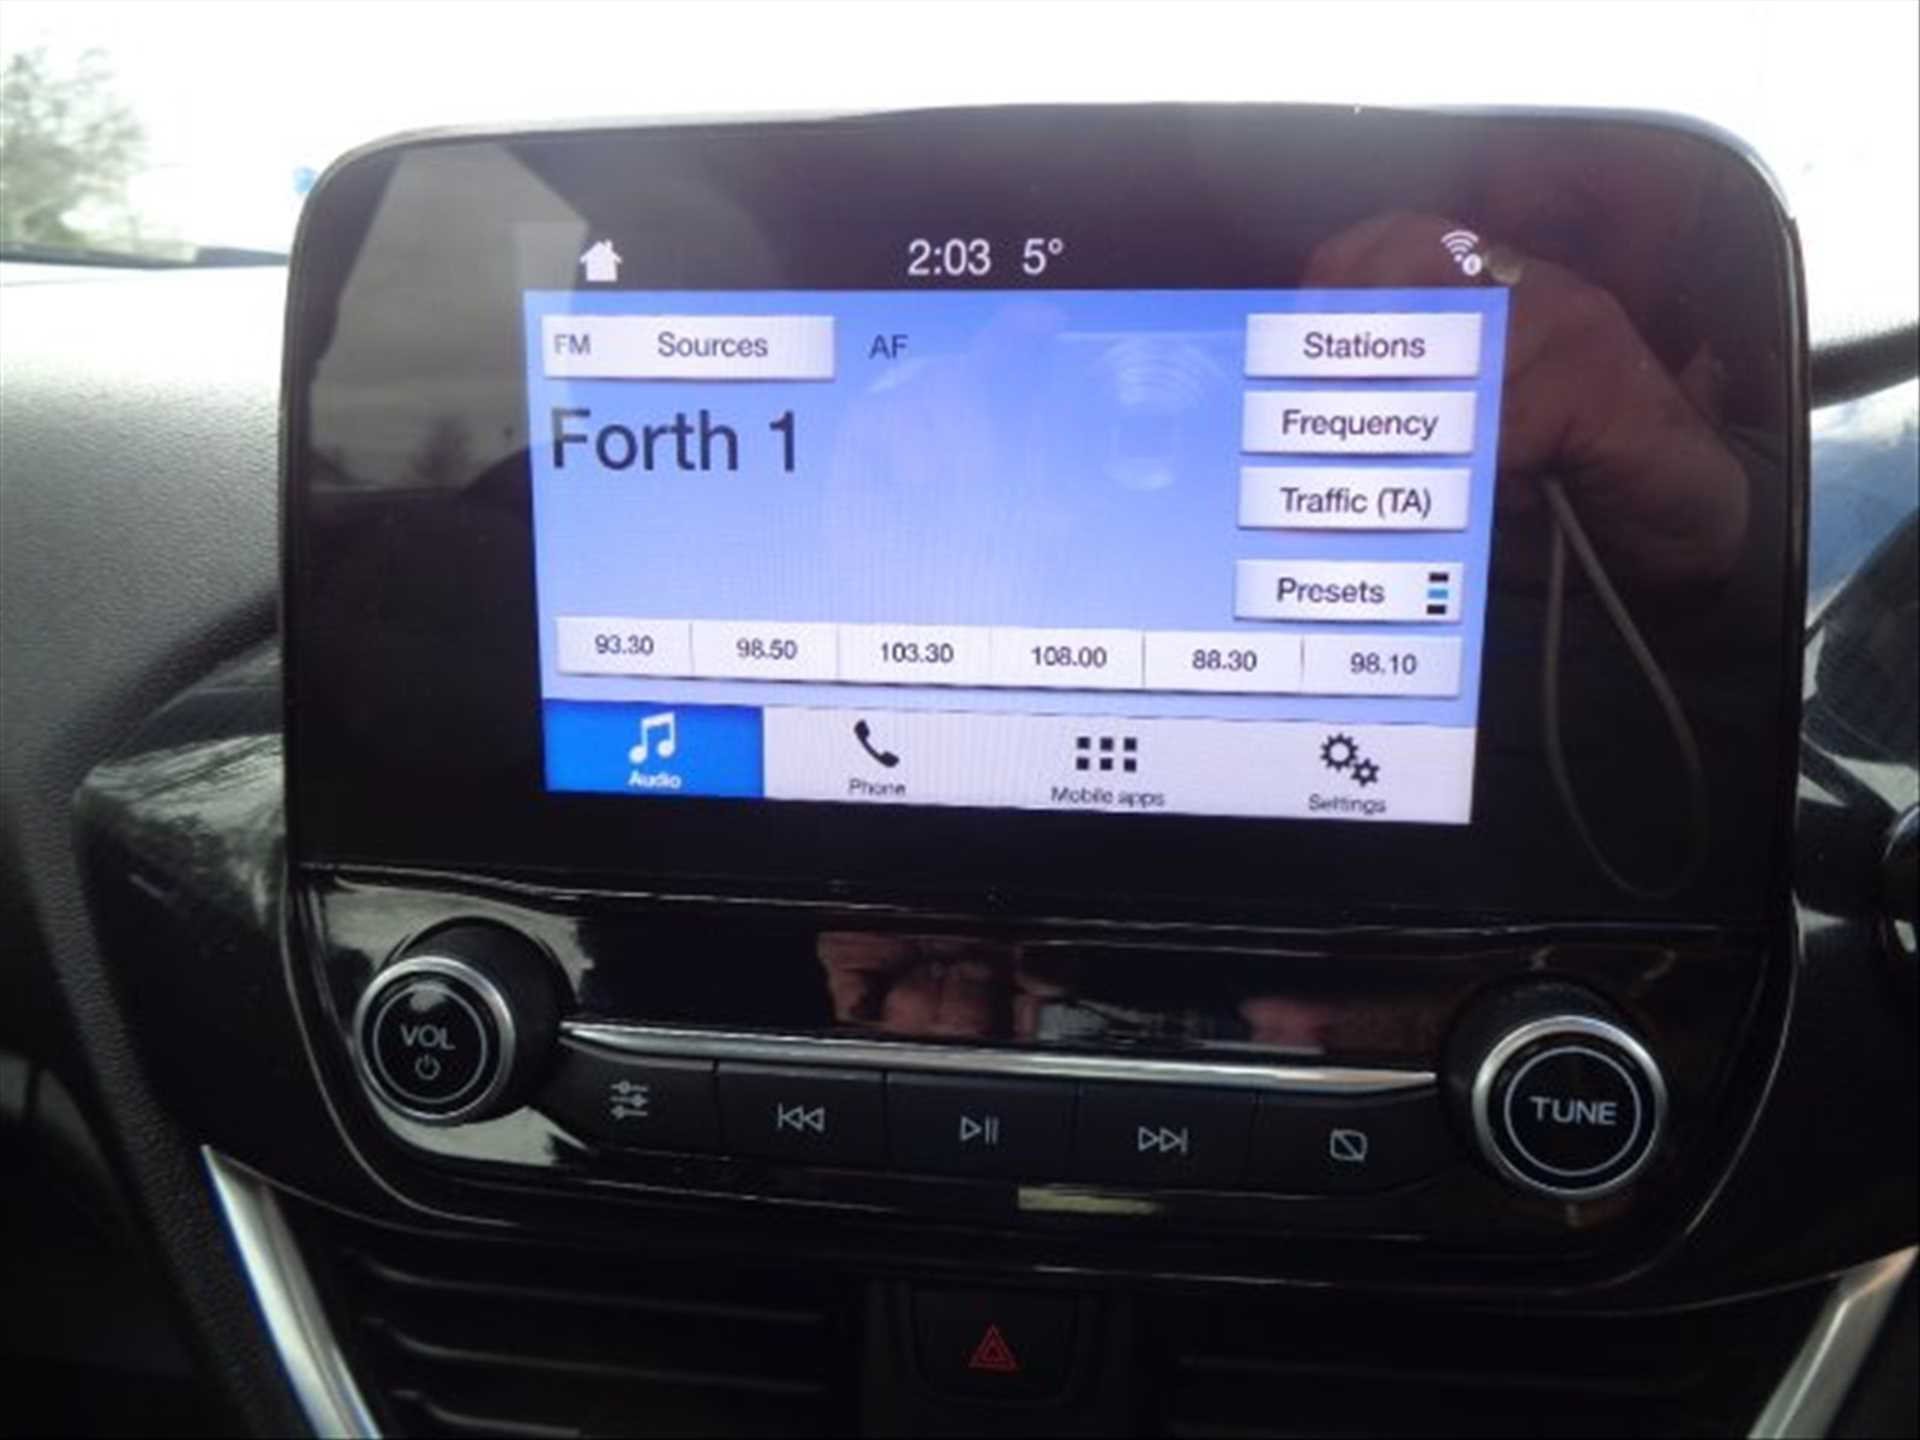 2:03 5°
FM Sources AF Stations
Forth 1
Frequency
Traffic (TA)
Presets
93.30 98.50 103.30 108.00 88.30 98.10
Audio Phone Mobile apps Settings
VOL
TUNE